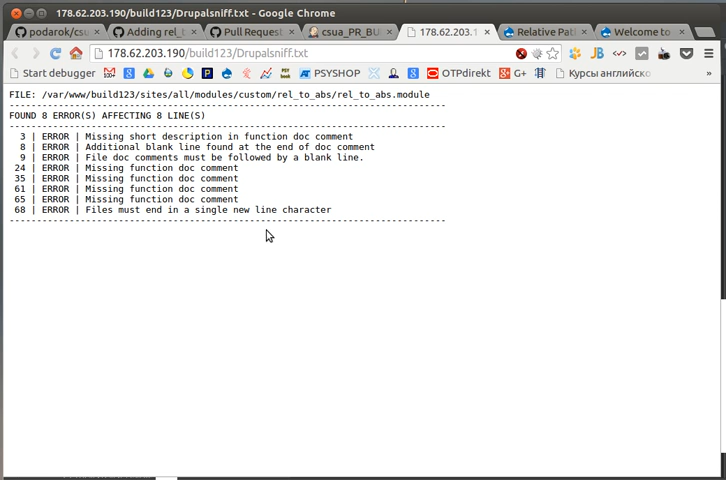 178.62.203.190/build123/Drupalsniff.txt - Google Chrome
podarok/csu
Adding rel_t
Pull Request
csua_PR_BU
178.62.203.1
Relative Pat
Welcome to
178.62.203.190/build123/Drupalsniff.txt
Start debugger
PSYSHOP
OTPdirekt
G+
Курсы английско
»
FILE: /var/www/build123/sites/all/modules/custom/rel_to_abs/rel_to_abs.module
--------------------------------------------------------------------------------
FOUND 8 ERROR(S) AFFECTING 8 LINE(S)
--------------------------------------------------------------------------------
3 | ERROR | Missing short description in function doc comment
8 | ERROR | Additional blank line found at the end of doc comment
9 | ERROR | File doc comments must be followed by a blank line.
24 | ERROR | Missing function doc comment
35 | ERROR | Missing function doc comment
61 | ERROR | Missing function doc comment
65 | ERROR | Missing function doc comment
68 | ERROR | Files must end in a single new line character
--------------------------------------------------------------------------------